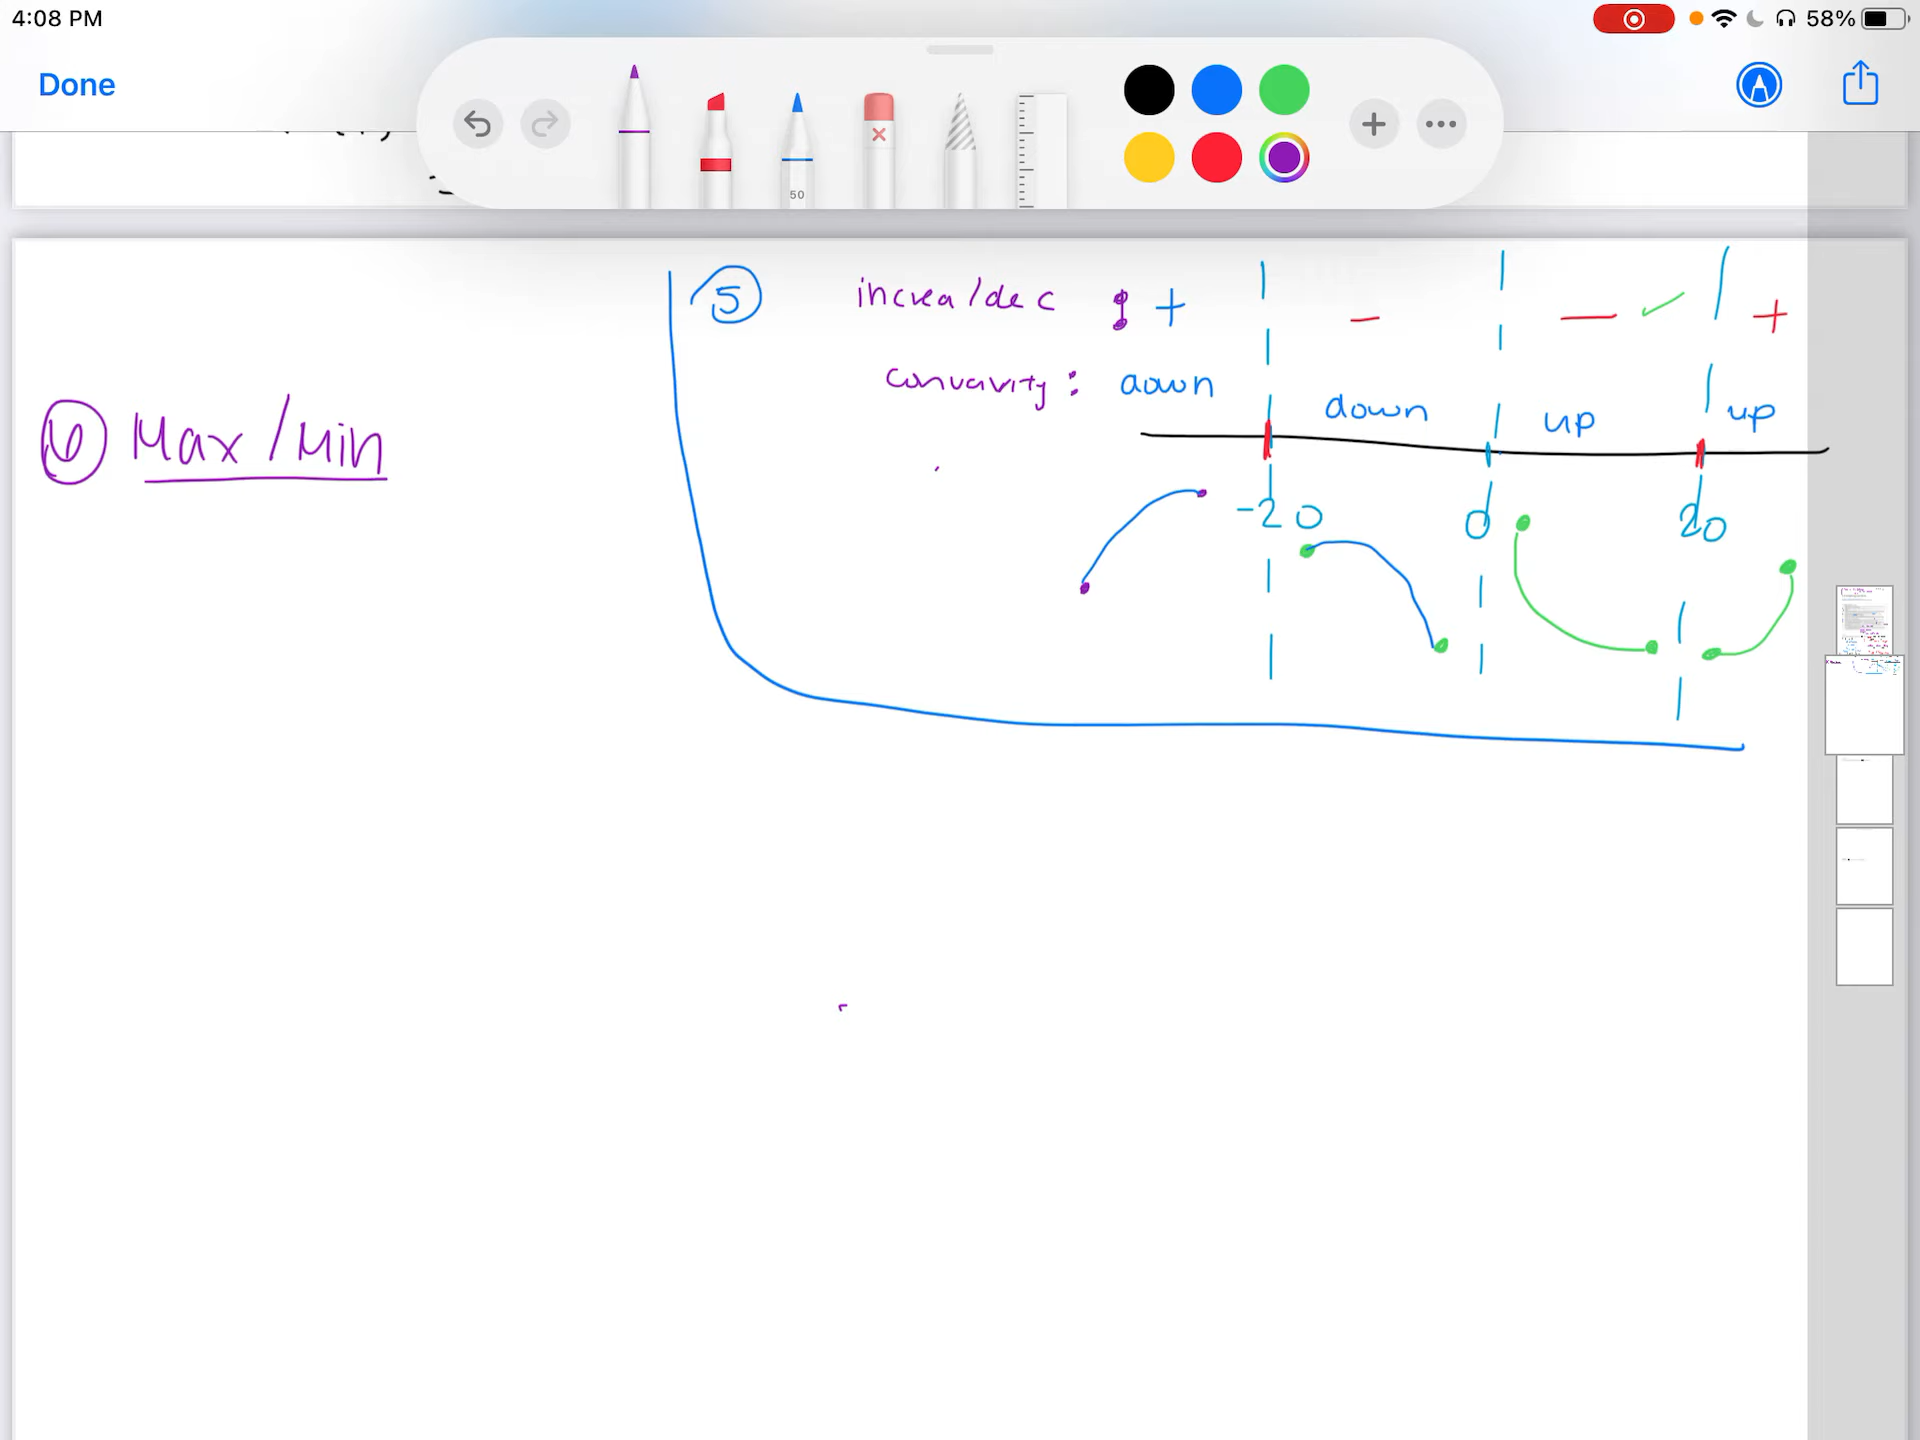 4:08 PM
58%
Done
50
5 increa/dec : + - - +
concavity : down down up up
6 Max/Min
-20 0 20